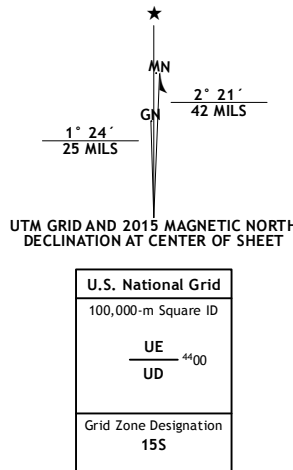 MN
GN
1° 24´
25 MILS
2° 21´
42 MILS
UTM GRID AND 2015 MAGNETIC NORTH
DECLINATION AT CENTER OF SHEET
U.S. National Grid
100,000-m Square ID
UE
4400
UD
Grid Zone Designation
15S